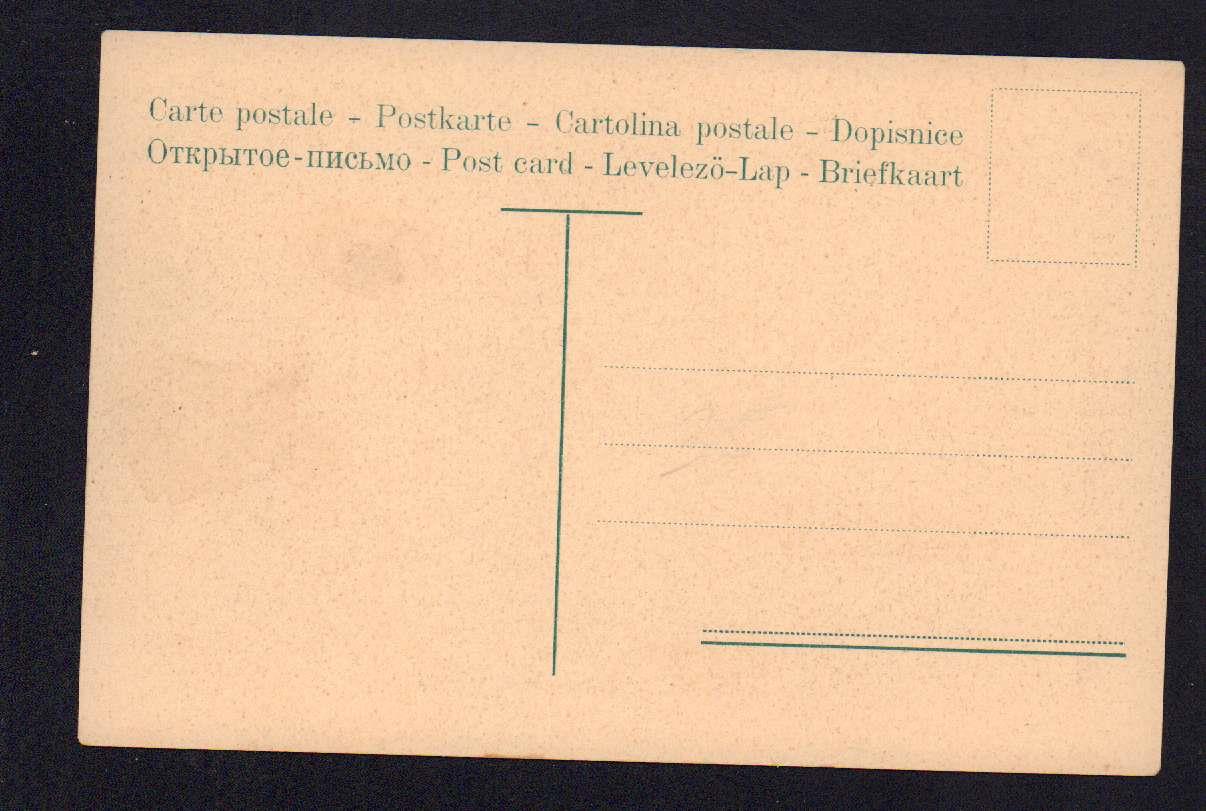 Carte postale - Postkarte - Cartolina postale - Dopisnice
Открытое-письмо - Post card - Levelezö-Lap - Briefkaart